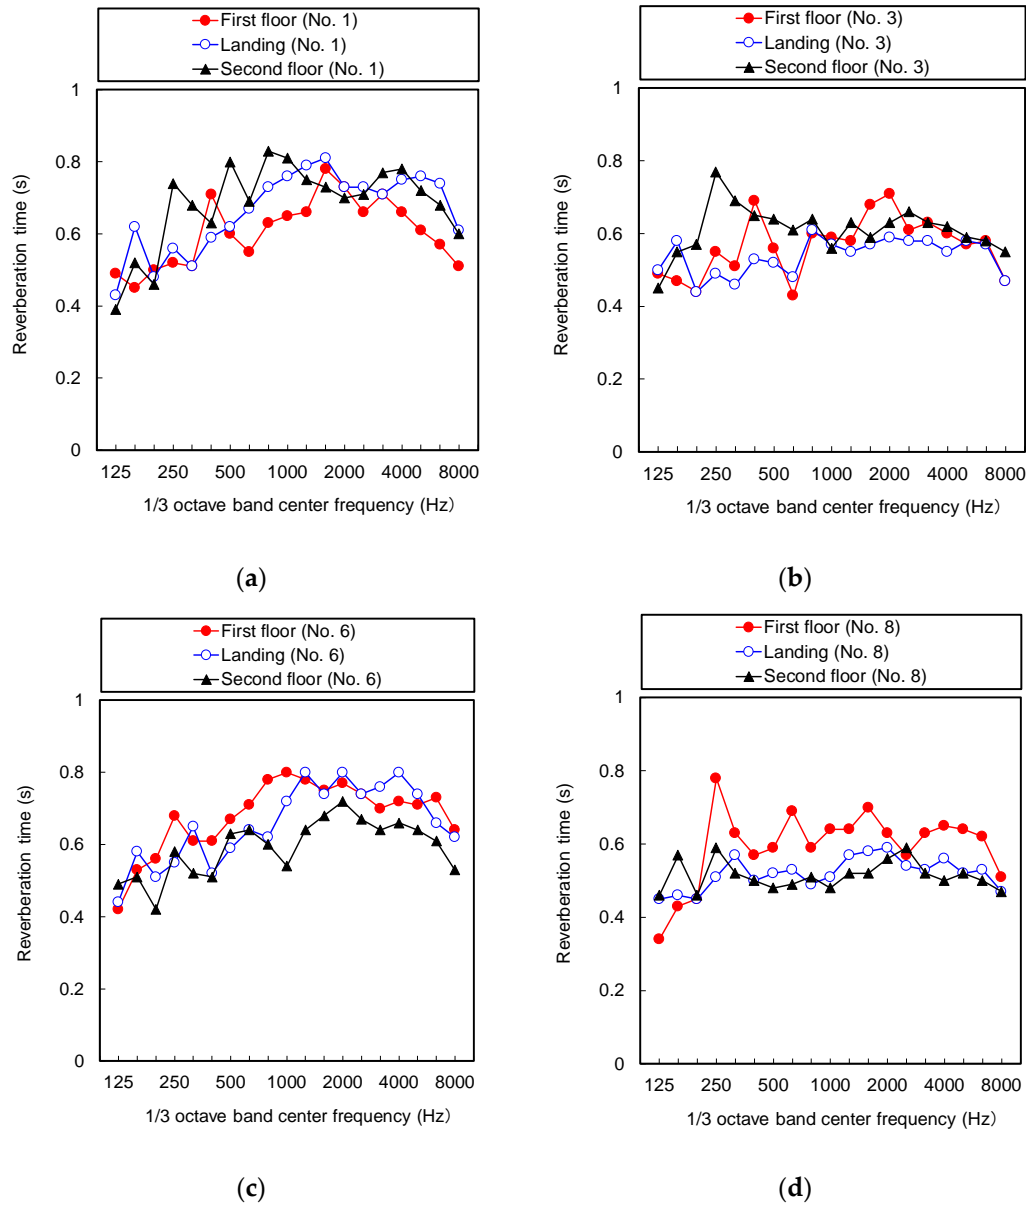 First floor (No. 1)
Landing (No. 1)
Second floor (No. 1)
1
0.8
0.6
0.4
0.2
0
Reverberation time (s)
125 250 500 1000 2000 4000 8000
1/3 octave band center frequency (Hz)
(a)
First floor (No. 3)
Landing (No. 3)
Second floor (No. 3)
1
0.8
0.6
0.4
0.2
0
Reverberation time (s)
125 250 500 1000 2000 4000 8000
1/3 octave band center frequency (Hz)
(b)
First floor (No. 6)
Landing (No. 6)
Second floor (No. 6)
1
0.8
0.6
0.4
0.2
0
Reverberation time (s)
125 250 500 1000 2000 4000 8000
1/3 octave band center frequency (Hz)
(c)
First floor (No. 8)
Landing (No. 8)
Second floor (No. 8)
1
0.8
0.6
0.4
0.2
0
Reverberation time (s)
125 250 500 1000 2000 4000 8000
1/3 octave band center frequency (Hz)
(d)